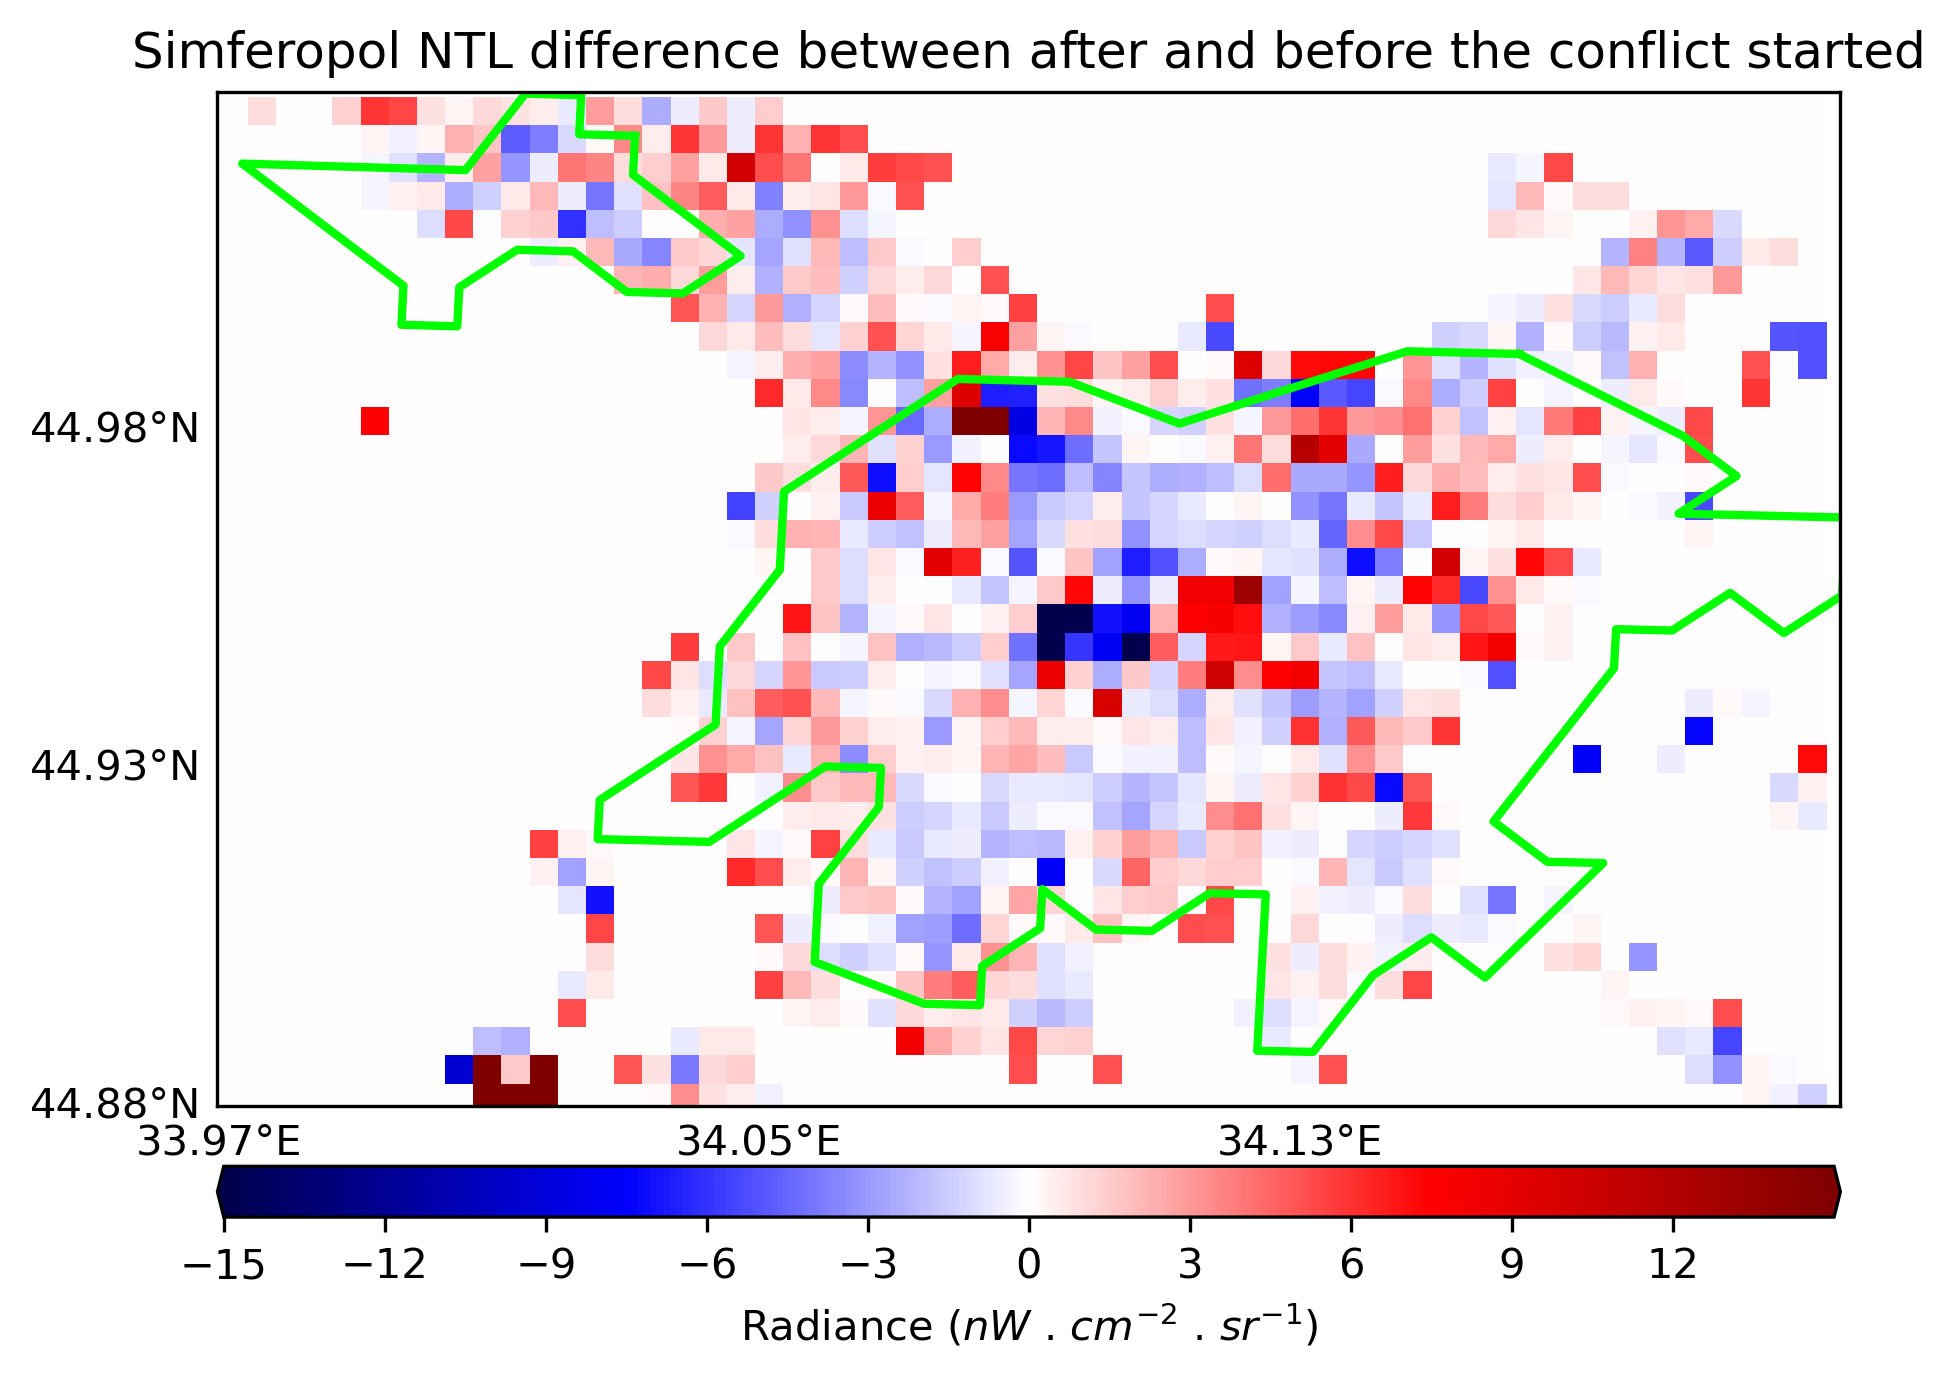 Simferopol NTL difference between after and before the conflict started
44.98°N
44.93°N
44.88°N
33.97°E 34.05°E 34.13°E
−15 −12 −9 −6 −3 0 3 6 9 12
Radiance (nW . cm⁻² . sr⁻¹)